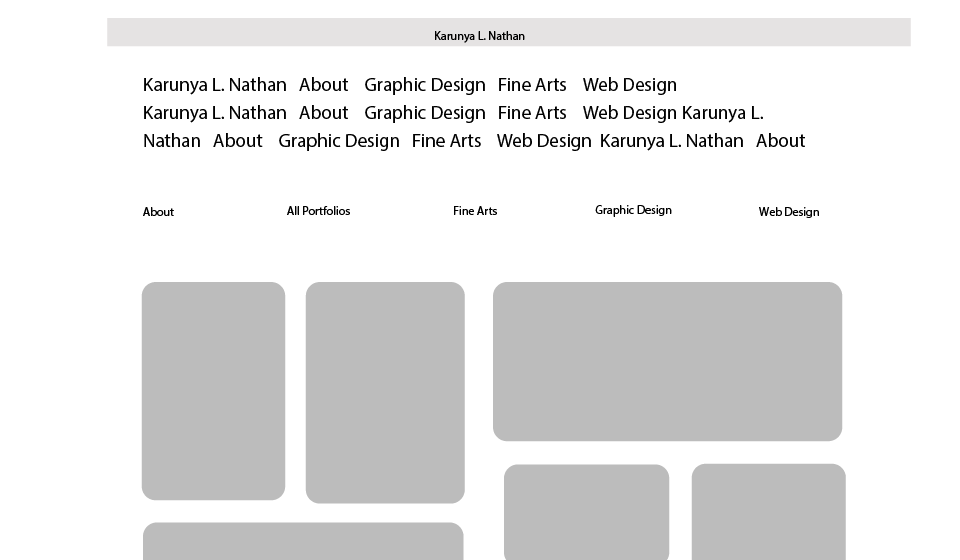 Karunya L. Nathan
Karunya L. Nathan About Graphic Design Fine Arts Web Design
Karunya L. Nathan About Graphic Design Fine Arts Web Design Karunya L.
Nathan About Graphic Design Fine Arts Web Design Karunya L. Nathan About
About All Portfolios Fine Arts Graphic Design Web Design